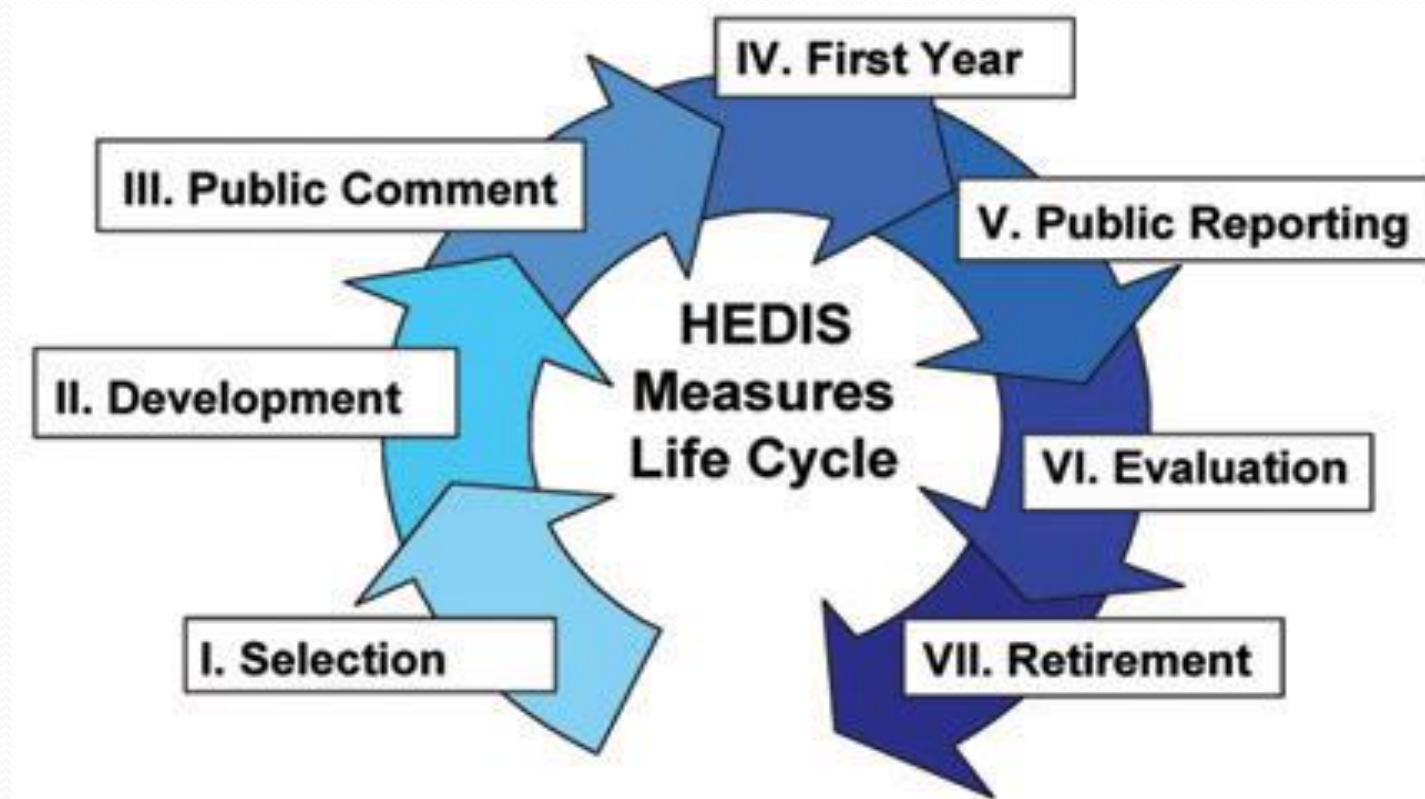 IV. First Year
III. Public Comment
V. Public Reporting
HEDIS
Measures
Life Cycle
II. Development
VI. Evaluation
I. Selection
VII. Retirement